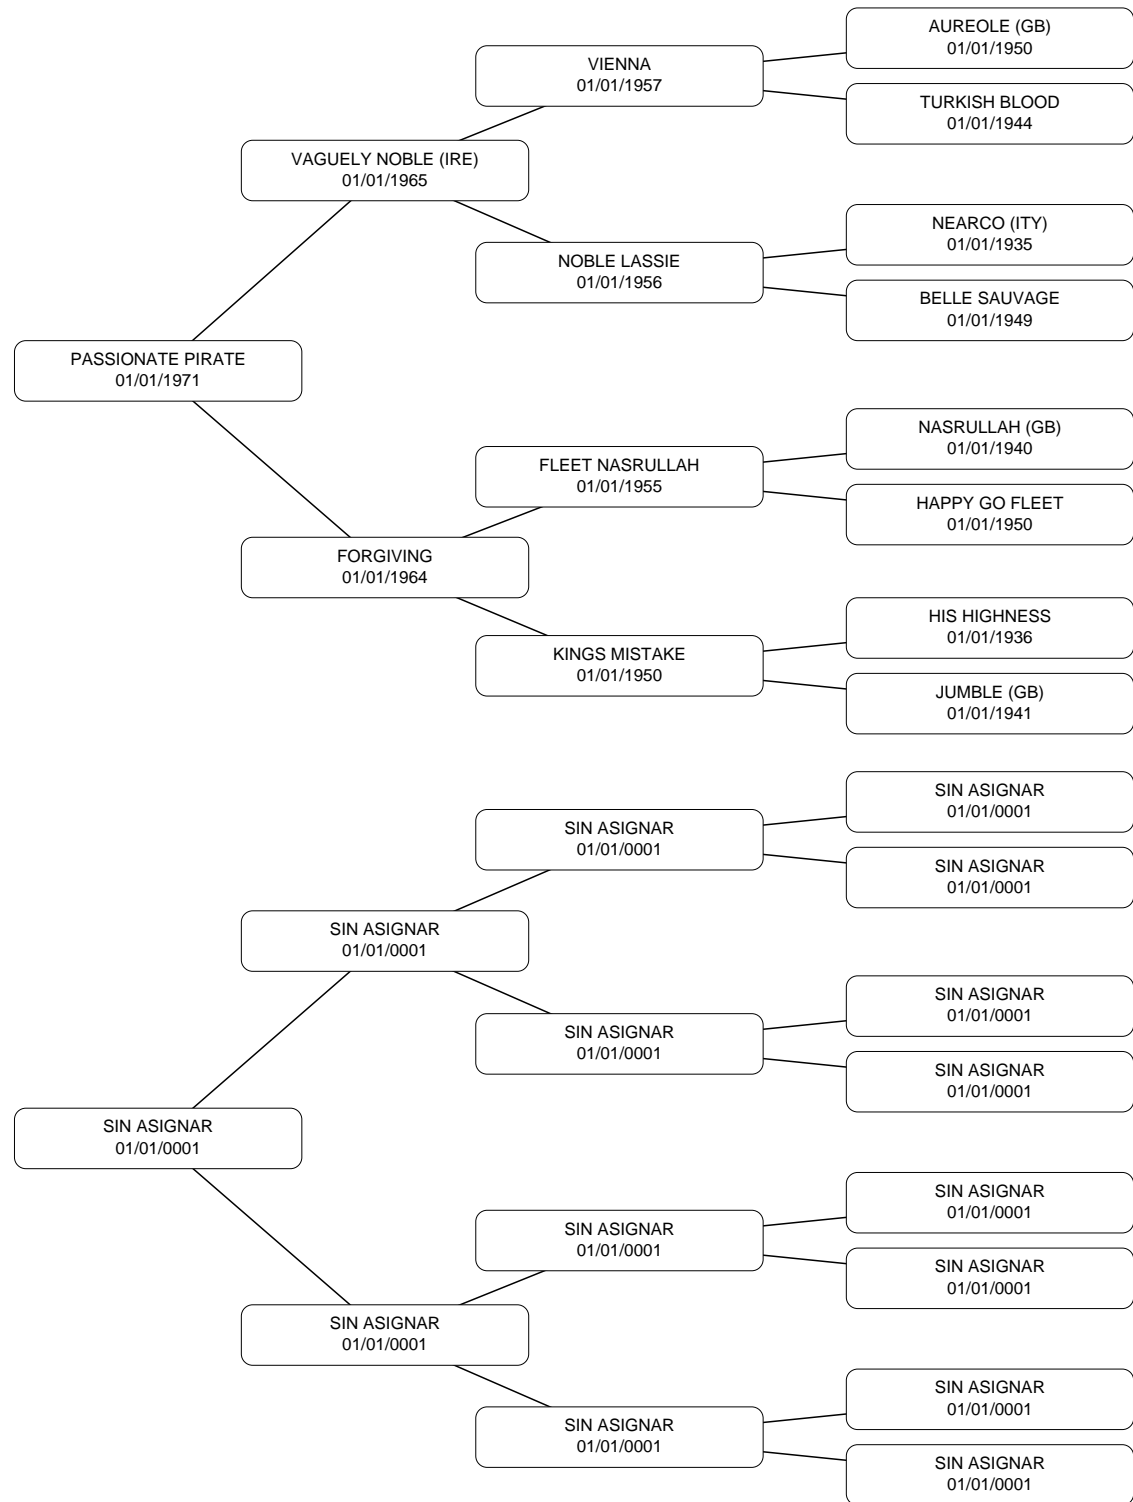 AUREOLE (GB)
01/01/1950
VIENNA
01/01/1957
TURKISH BLOOD
01/01/1944
VAGUELY NOBLE (IRE)
01/01/1965
NEARCO (ITY)
01/01/1935
NOBLE LASSIE
01/01/1956
BELLE SAUVAGE
01/01/1949
PASSIONATE PIRATE
01/01/1971
NASRULLAH (GB)
01/01/1940
FLEET NASRULLAH
01/01/1955
HAPPY GO FLEET
01/01/1950
FORGIVING
01/01/1964
HIS HIGHNESS
01/01/1936
KINGS MISTAKE
01/01/1950
JUMBLE (GB)
01/01/1941
SIN ASIGNAR
01/01/0001
SIN ASIGNAR
01/01/0001
SIN ASIGNAR
01/01/0001
SIN ASIGNAR
01/01/0001
SIN ASIGNAR
01/01/0001
SIN ASIGNAR
01/01/0001
SIN ASIGNAR
01/01/0001
SIN ASIGNAR
01/01/0001
SIN ASIGNAR
01/01/0001
SIN ASIGNAR
01/01/0001
SIN ASIGNAR
01/01/0001
SIN ASIGNAR
01/01/0001
SIN ASIGNAR
01/01/0001
SIN ASIGNAR
01/01/0001
SIN ASIGNAR
01/01/0001